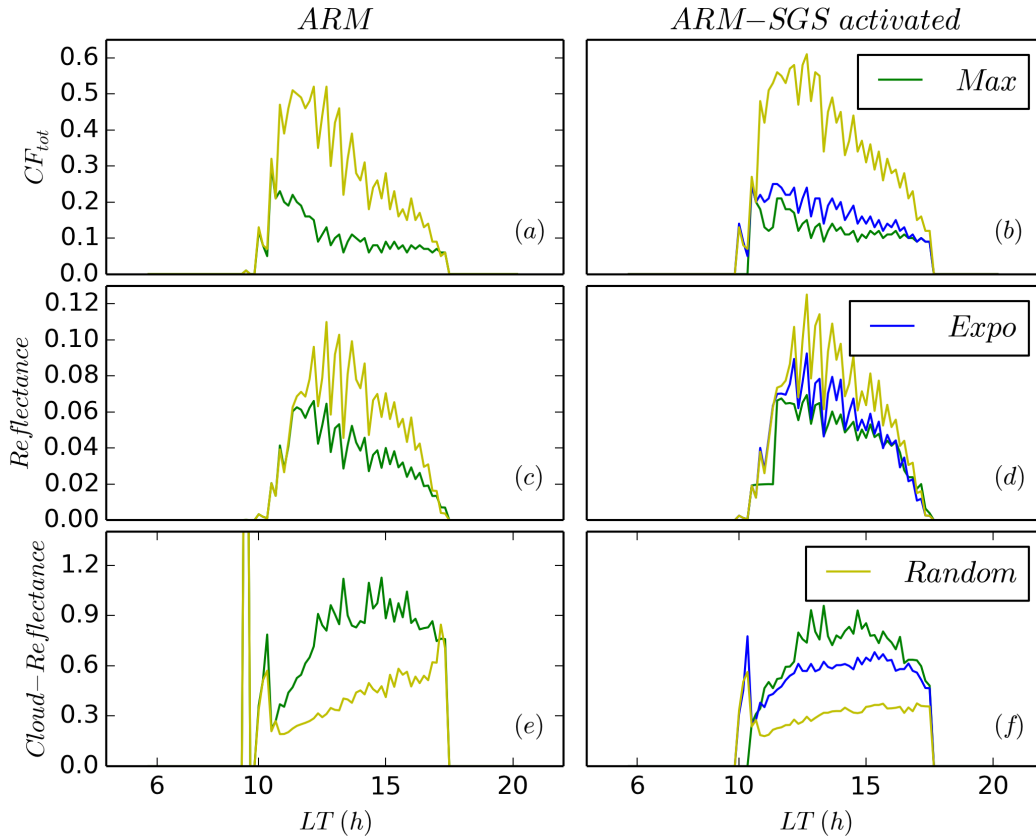 ARM
ARM−SGS activated
0.6
0.5
0.4
0.3
0.2
0.1
0.0
CF_tot
(a)
Max
(b)
0.12
0.10
0.08
0.06
0.04
0.02
0.00
Reflectance
(c)
Expo
(d)
1.2
0.9
0.6
0.3
0.0
Cloud−Reflectance
(e)
Random
(f)
6 10 15 20
6 10 15 20
LT (h)
LT (h)